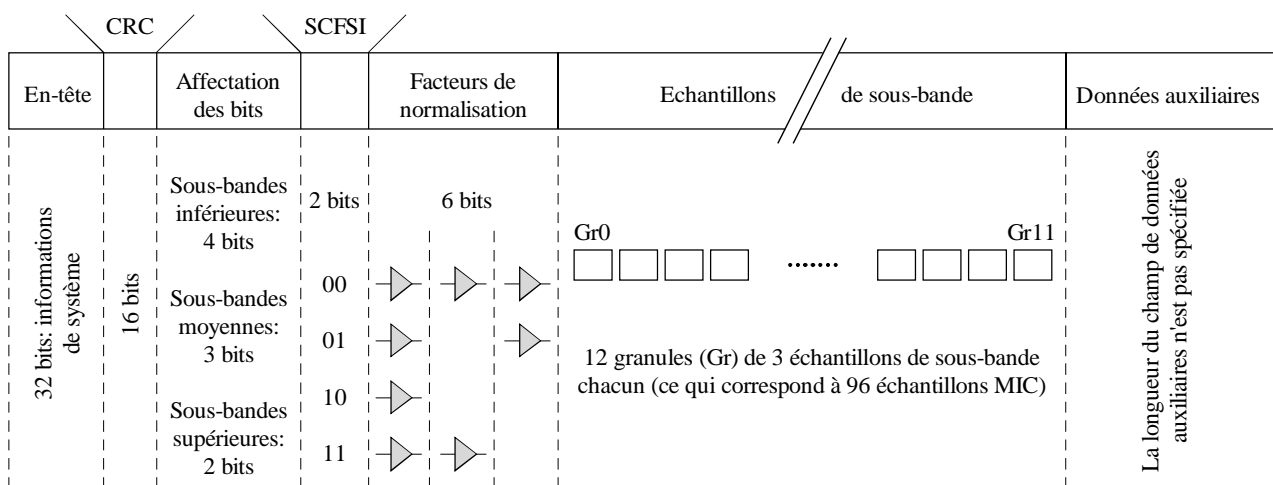 CRC
SCFSI
En-tête
Affectation
des bits
Facteurs de
normalisation
Echantillons
de sous-bande
Données auxiliaires
32 bits: informations
de système
16 bits
Sous-bandes
inférieures:
4 bits
Sous-bandes
moyennes:
3 bits
Sous-bandes
supérieures:
2 bits
2 bits
00
01
10
11
6 bits
Gr0
Gr11
.......
12 granules (Gr) de 3 échantillons de sous-bande
chacun (ce qui correspond à 96 échantillons MIC)
La longueur du champ de données
auxiliaires n'est pas spécifiée